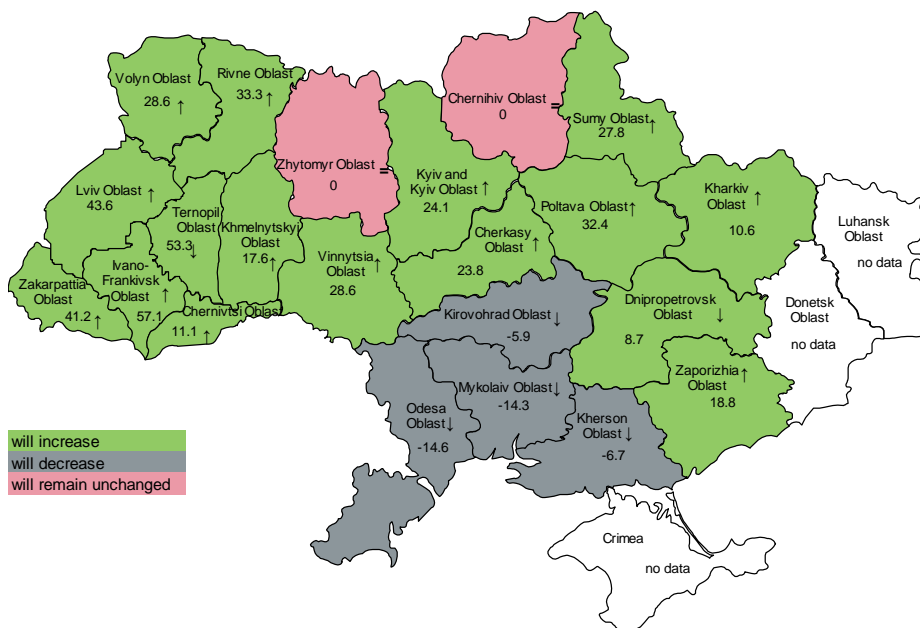 Volyn Oblast
28.6 ↑
Rivne Oblast
33.3 ↑
Zhytomyr Oblast =
0
Chernihiv Oblast =
0
Sumy Oblast ↑
27.8
Kyiv and
Kyiv Oblast ↑
24.1
Lviv Oblast ↑
43.6
Ternopil
Oblast
53.3 ↓
Khmelnytskyi
Oblast
17.6 ↑
Vinnytsia ↑
Oblast
28.6
Cherkasy
Oblast ↑
23.8
Poltava Oblast ↑
32.4
Kharkiv
Oblast ↑
10.6
Luhansk
Oblast
no data
Donetsk
Oblast
no data
Zakarpattia
Oblast
41.2 ↑
Ivano-
Frankivsk
Oblast ↑
57.1
Chernivtsi Oblast
11.1 ↑
Kirovohrad Oblast ↓
-5.9
Dnipropetrovsk
Oblast ↓
8.7
Zaporizhia ↑
Oblast
18.8
Odesa
Oblast ↓
-14.6
Mykolaiv Oblast ↓
-14.3
Kherson
Oblast ↓
-6.7
Crimea
no data
will increase
will decrease
will remain unchanged